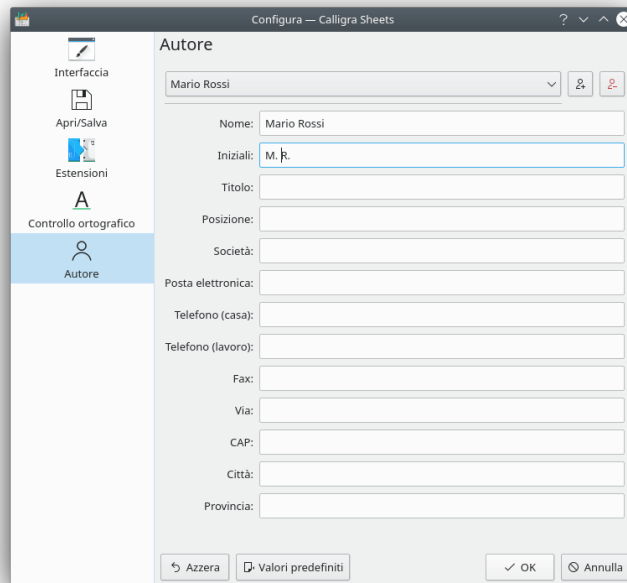 Configura — Calligra Sheets
Interfaccia
Apri/Salva
Estensioni
Controllo ortografico
Autore
Autore
Mario Rossi
Nome: Mario Rossi
Iniziali: M. R.
Titolo:
Posizione:
Società:
Posta elettronica:
Telefono (casa):
Telefono (lavoro):
Fax:
Via:
CAP:
Città:
Provincia:
Azzera
Valori predefiniti
OK
Annulla